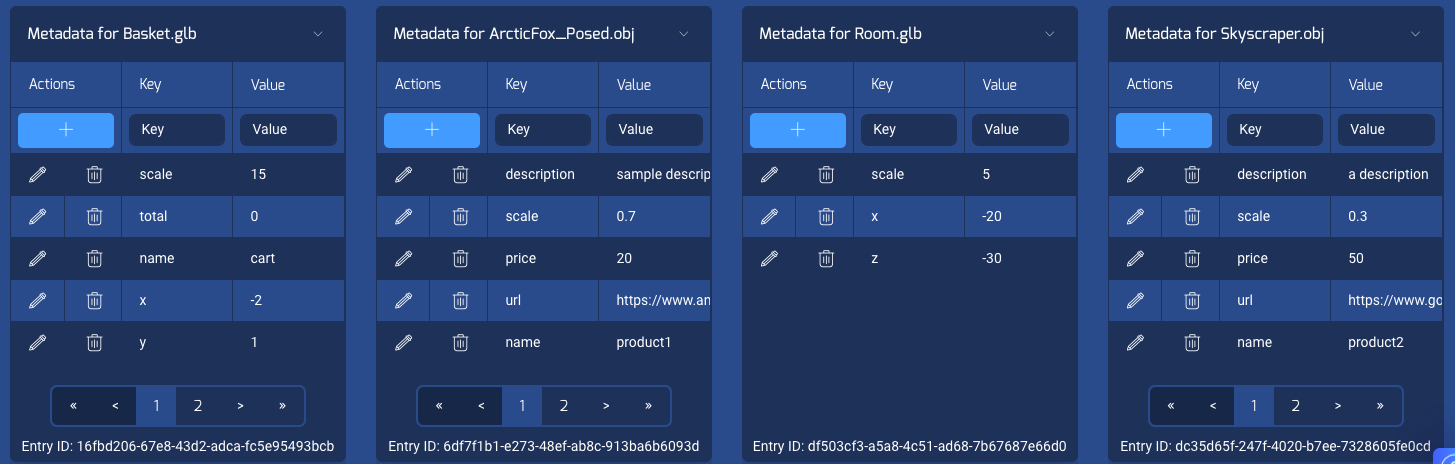 Metadata for Basket.glb
Actions Key Value
+ Key Value
scale 15
total 0
name cart
x -2
y 1
« < 1 2 > »
Entry ID: 16fbd206-67e8-43d2-adca-fc5e95493bcb
Metadata for ArcticFox_Posed.obj
Actions Key Value
+ Key Value
description sample descrip
scale 0.7
price 20
url https://www.an
name product1
« < 1 2 > »
Entry ID: 6df7f1b1-e273-48ef-ab8c-913ba6b6093d
Metadata for Room.glb
Actions Key Value
+ Key Value
scale 5
x -20
z -30
Entry ID: df503cf3-a5a8-4c51-ad68-7b67687e66d0
Metadata for Skyscraper.obj
Actions Key Value
+ Key Value
description a description
scale 0.3
price 50
url https://www.go
name product2
« < 1 2 > »
Entry ID: dc35d65f-247f-4020-b7ee-7328605fe0cd